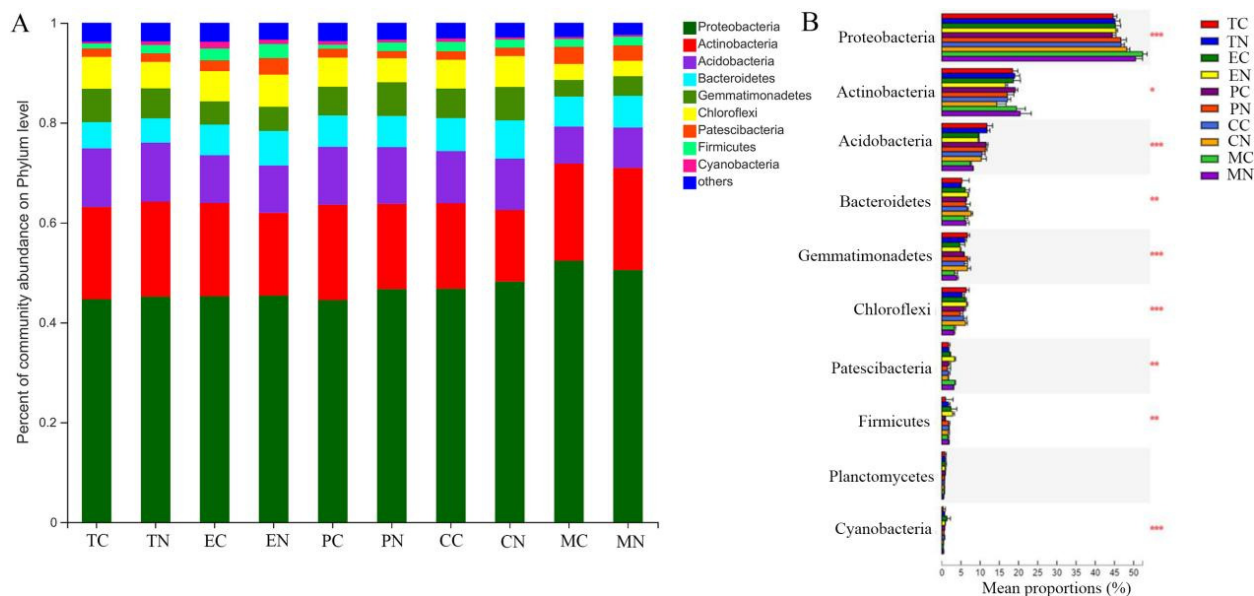 A
Percent of community abundance on Phylum level
1
0.8
0.6
0.4
0.2
0
TC TN EC EN PC PN CC CN MC MN
Proteobacteria
Actinobacteria
Acidobacteria
Bacteroidetes
Gemmatimonadetes
Chloroflexi
Patescibacteria
Firmicutes
Cyanobacteria
others
B
Proteobacteria ***
Actinobacteria *
Acidobacteria ***
Bacteroidetes **
Gemmatimonadetes ***
Chloroflexi ***
Patescibacteria **
Firmicutes **
Planctomycetes
Cyanobacteria ***
0 5 10 15 20 25 30 35 40 45 50
Mean proportions (%)
TC
TN
EC
EN
PC
PN
CC
CN
MC
MN